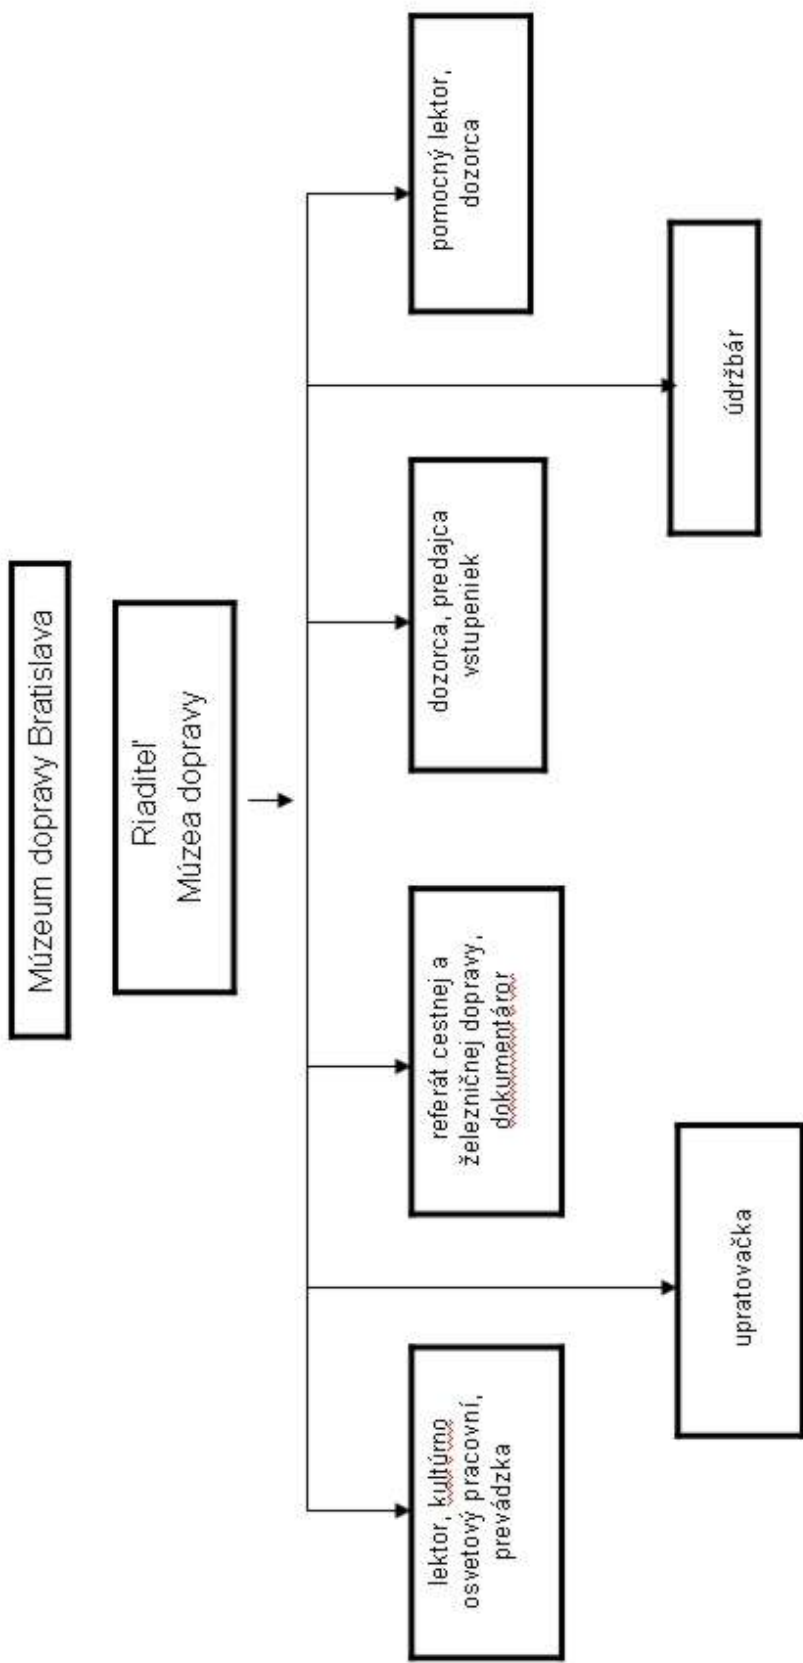 Múzeum dopravy Bratislava
Riaditeľ
Múzea dopravy
lektor, kultúrno
osvetový pracovní,
prevádzka
referát cestnej a
železničnej dopravy,
dokumentáror
dozorca, predajca
vstupeniek
pomocný lektor,
dozorca
upratovačka
údržbár